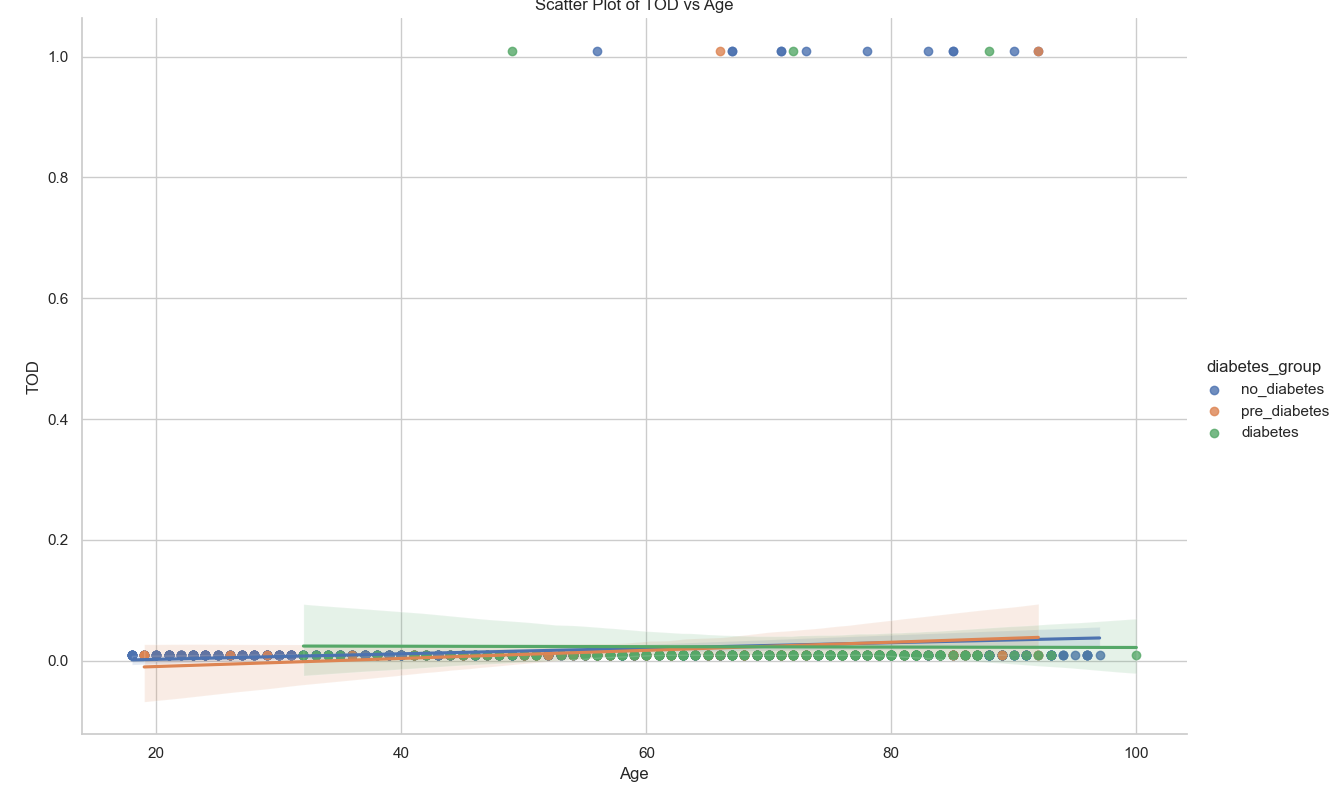 Scatter Plot of TOD vs Age
1.0
0.8
0.6
0.4
0.2
0.0
TOD
20
40
60
80
100
Age
diabetes_group
no_diabetes
pre_diabetes
diabetes